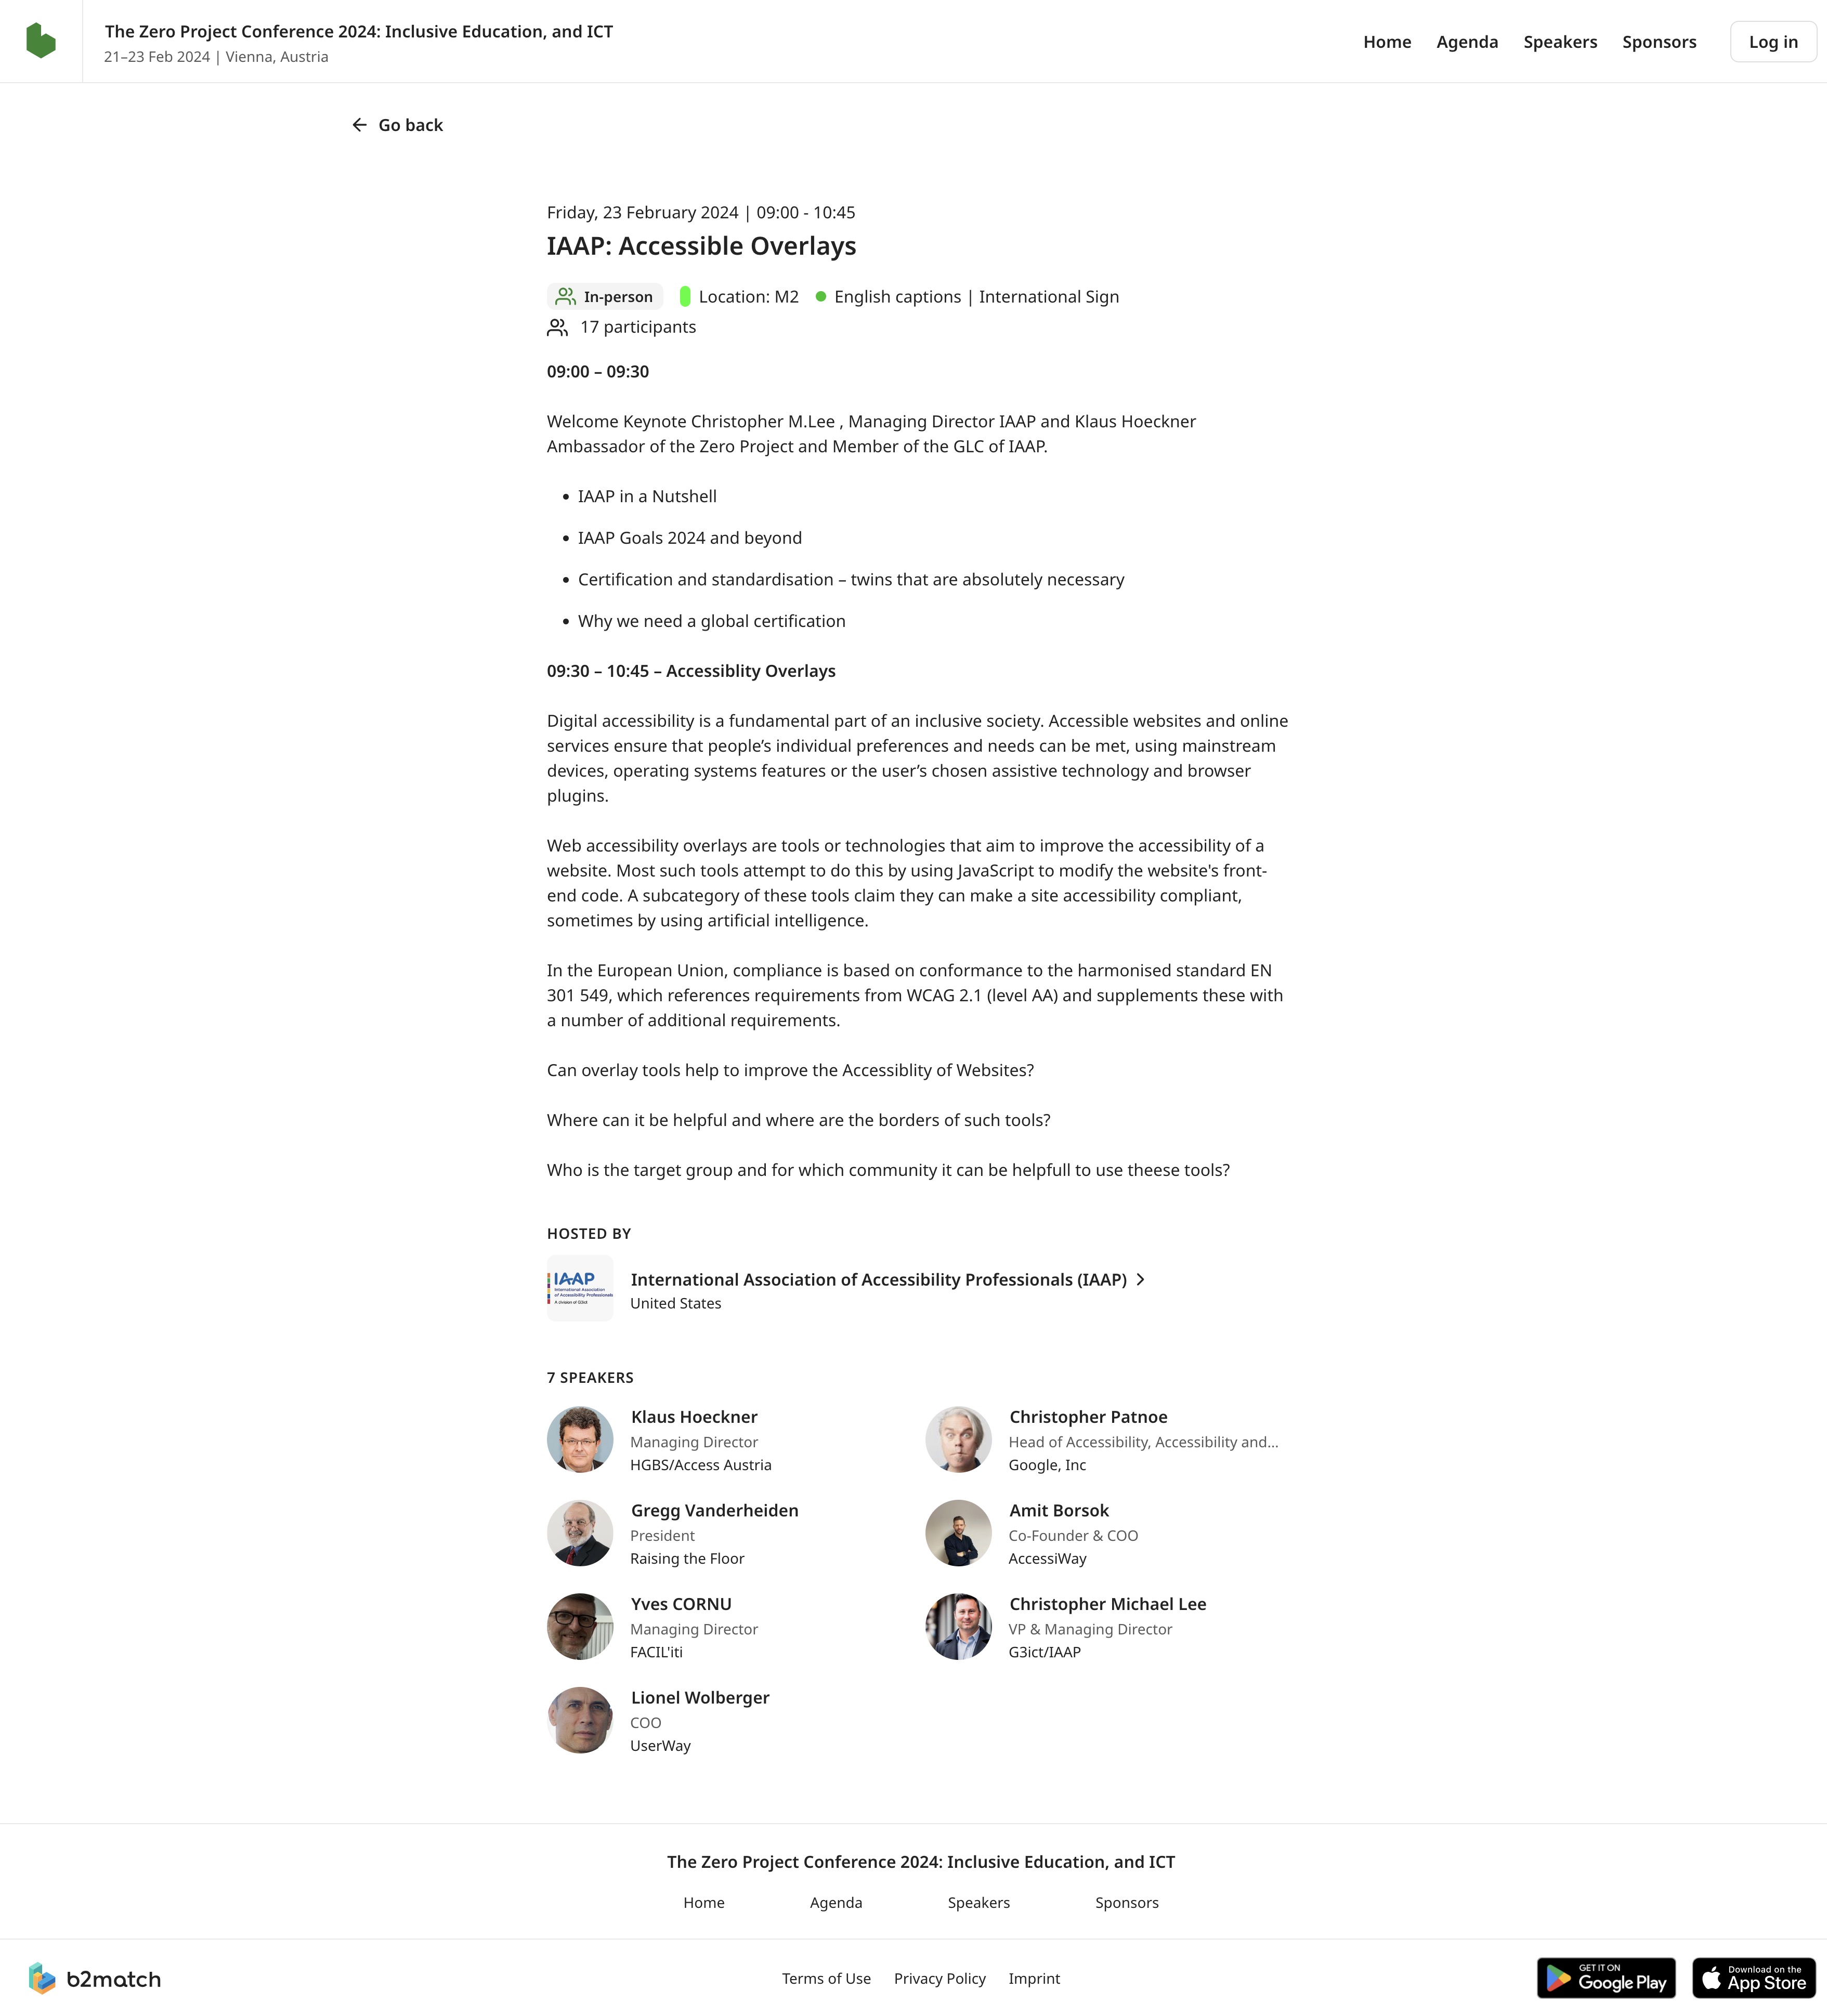 The Zero Project Conference 2024: Inclusive Education, and ICT
21–23 Feb 2024 | Vienna, Austria
Home
Agenda
Speakers
Sponsors
Log in
Go back
Friday, 23 February 2024 | 09:00 - 10:45
IAAP: Accessible Overlays
In-person
Location: M2
English captions | International Sign
17 participants
09:00 – 09:30
Welcome Keynote Christopher M.Lee , Managing Director IAAP and Klaus Hoeckner
Ambassador of the Zero Project and Member of the GLC of IAAP.
• IAAP in a Nutshell
• IAAP Goals 2024 and beyond
• Certification and standardisation – twins that are absolutely necessary
• Why we need a global certification
09:30 – 10:45 – Accessiblity Overlays
Digital accessibility is a fundamental part of an inclusive society. Accessible websites and online
services ensure that people’s individual preferences and needs can be met, using mainstream
devices, operating systems features or the user’s chosen assistive technology and browser
plugins.
Web accessibility overlays are tools or technologies that aim to improve the accessibility of a
website. Most such tools attempt to do this by using JavaScript to modify the website's front-
end code. A subcategory of these tools claim they can make a site accessibility compliant,
sometimes by using artificial intelligence.
In the European Union, compliance is based on conformance to the harmonised standard EN
301 549, which references requirements from WCAG 2.1 (level AA) and supplements these with
a number of additional requirements.
Can overlay tools help to improve the Accessiblity of Websites?
Where can it be helpful and where are the borders of such tools?
Who is the target group and for which community it can be helpfull to use theese tools?
HOSTED BY
IAAP
International Association
of Accessibility Professionals
A division of G3ict
International Association of Accessibility Professionals (IAAP)
United States
7 SPEAKERS
Klaus Hoeckner
Managing Director
HGBS/Access Austria
Christopher Patnoe
Head of Accessibility, Accessibility and...
Google, Inc
Gregg Vanderheiden
President
Raising the Floor
Amit Borsok
Co-Founder & COO
AccessiWay
Yves CORNU
Managing Director
FACIL'iti
Christopher Michael Lee
VP & Managing Director
G3ict/IAAP
Lionel Wolberger
COO
UserWay
The Zero Project Conference 2024: Inclusive Education, and ICT
Home
Agenda
Speakers
Sponsors
b2match
Terms of Use
Privacy Policy
Imprint
GET IT ON
Google Play
Download on the
App Store